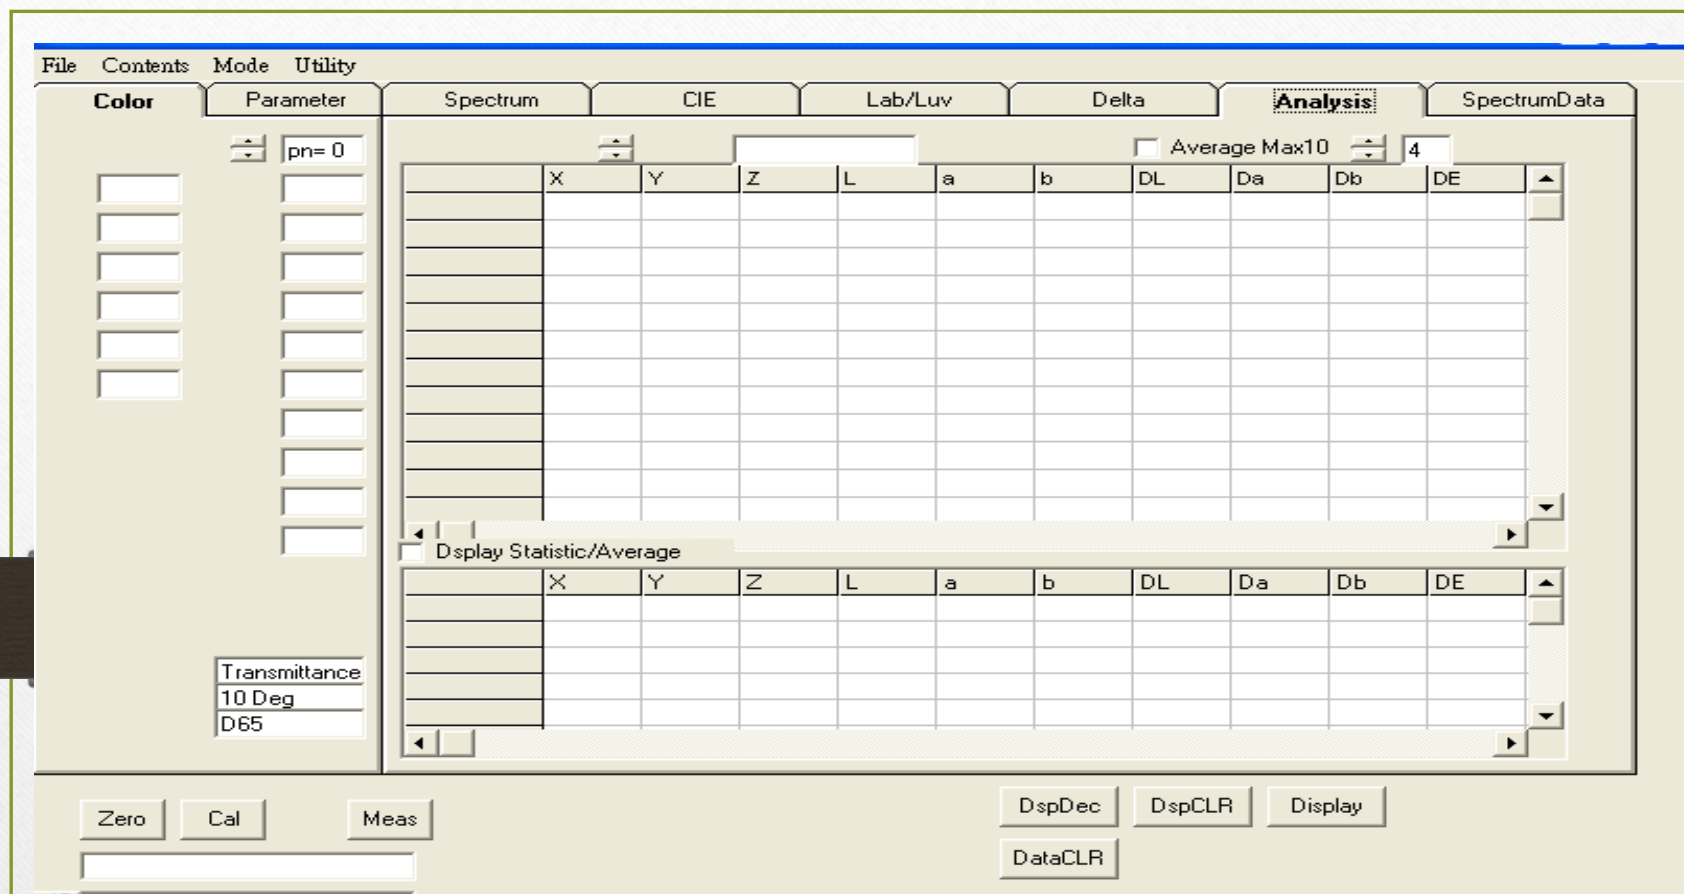 File Contents Mode Utility
Color Parameter Spectrum CIE Lab/Luv Delta Analysis SpectrumData
pn= 0 Average Max10 4
X Y Z L a b DL Da Db DE
Dsplay Statistic/Average
X Y Z L a b DL Da Db DE
Transmittance
10 Deg
D65
Zero Cal Meas DspDec DspCLR Display
DataCLR